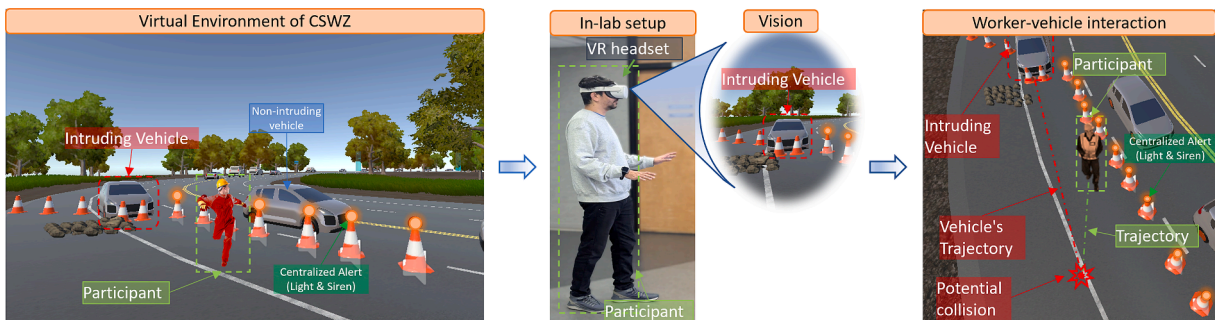 Virtual Environment of CSWZ
Intruding Vehicle
Non-intruding
vehicle
Centralized Alert
(Light & Siren)
Participant
In-lab setup
VR headset
Participant
Vision
Intruding Vehicle
Worker-vehicle interaction
Participant
Intruding
Vehicle
Centralized Alert
(Light & Siren)
Vehicle's
Trajectory
Trajectory
Potential
collision